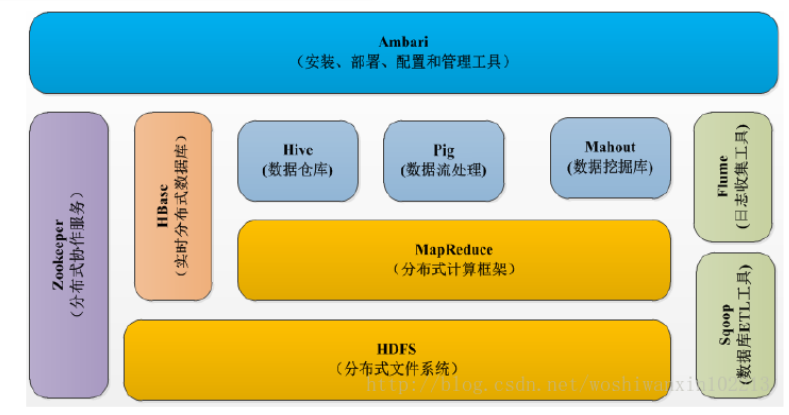 Ambari
（安装、部署、配置和管理工具）
Zookeeper
（分布式协作服务）
HBase
（实时分布式数据库）
Hive
(数据仓库)
Pig
(数据流处理)
Mahout
(数据挖掘库)
Flume
(日志收集工具)
MapReduce
（分布式计算框架）
Sqoop
(数据库ETL工具)
HDFS
（分布式文件系统）